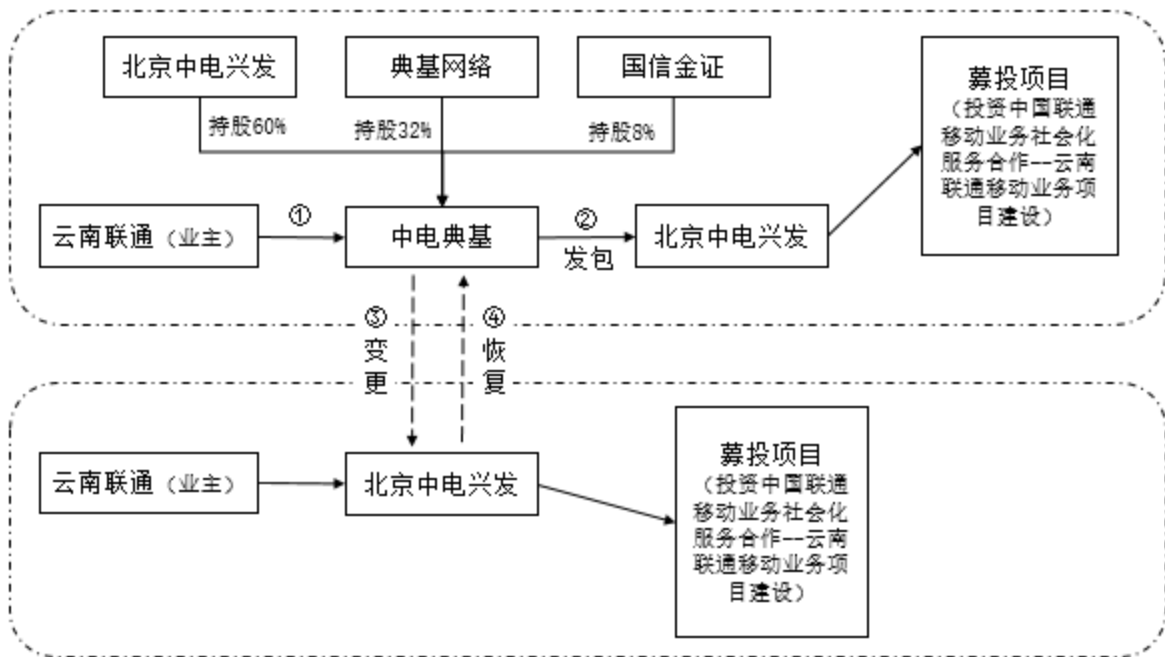 北京中电兴发
典基网络
国信金证
募投项目
（投资中国联通
移动业务社会化
服务合作--云南
联通移动业务项
目建设）
持股60%
持股32%
持股8%
云南联通（业主）
①
中电典基
②
发包
北京中电兴发
③
变
更
④
恢
复
云南联通（业主）
北京中电兴发
募投项目
（投资中国联通
移动业务社会化
服务合作--云南
联通移动业务项
目建设）